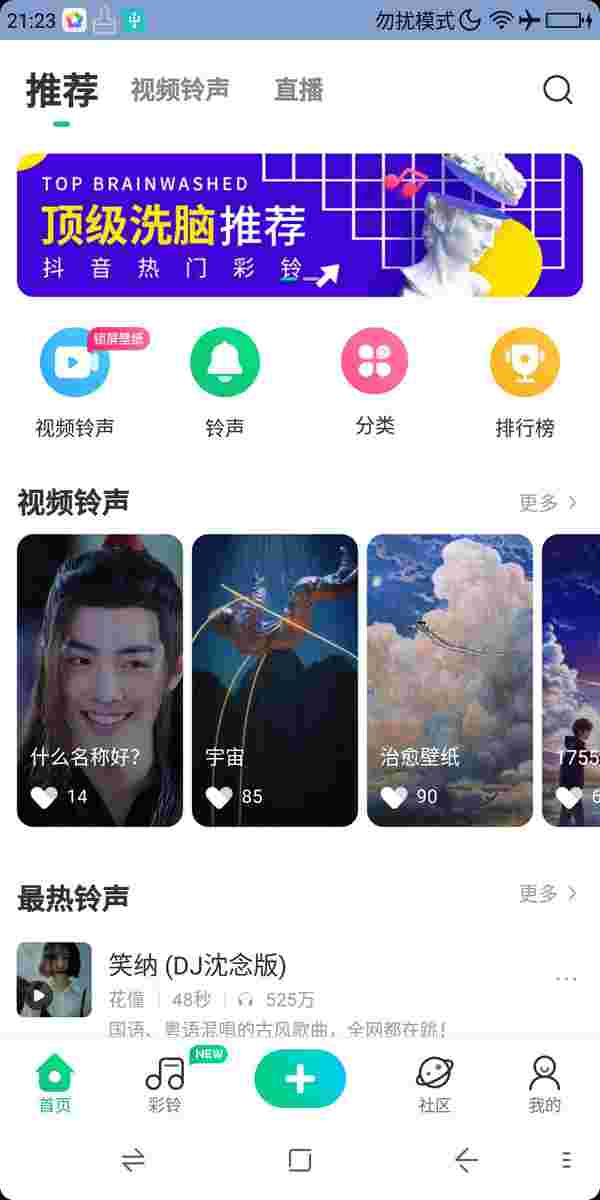 21:23
勿扰模式
推荐 视频铃声 直播
TOP BRAINWASHED
顶级洗脑推荐
抖音热门彩铃
锁屏壁纸
视频铃声 铃声 分类 排行榜
视频铃声 更多
什么名称好? 宇宙 治愈壁纸 1755
14 85 90 6
最热铃声 更多
笑纳 (DJ沈念版)
花僮 48秒 525万
国语、粤语混唱的古风歌曲，全网都在跳!
NEW
首页 彩铃 社区 我的